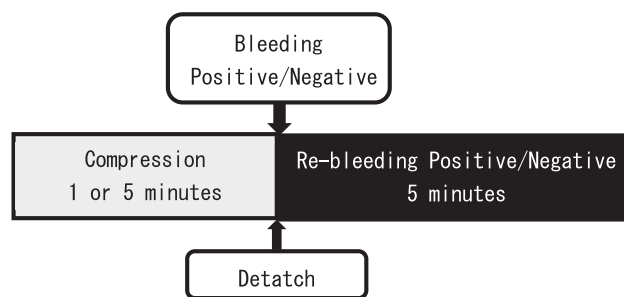 Bleeding
Positive/Negative
Compression
1 or 5 minutes
Re-bleeding Positive/Negative
5 minutes
Detatch